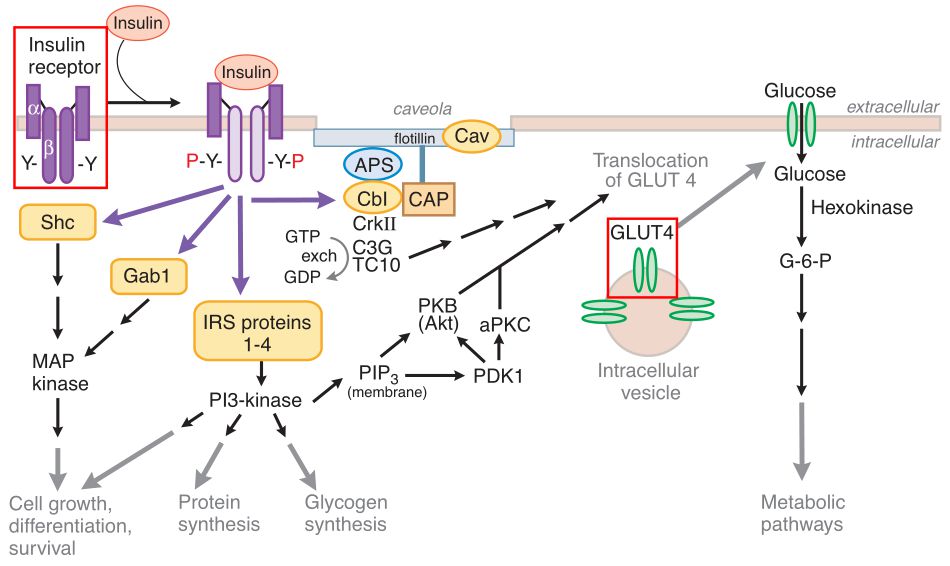 Insulin
Insulin
receptor
α
β
Y-
-Y
Insulin
P-Y-
-Y-P
caveola
flotillin
Cav
APS
Cbl
CAP
CrkII
C3G
TC10
GTP
exch
GDP
Glucose
extracellular
intracellular
Glucose
Hexokinase
G-6-P
Metabolic
pathways
Translocation
of GLUT 4
GLUT4
Intracellular
vesicle
Shc
Gab1
IRS proteins
1-4
MAP
kinase
PI3-kinase
PIP3
(membrane)
PKB
(Akt)
aPKC
PDK1
Cell growth,
differentiation,
survival
Protein
synthesis
Glycogen
synthesis